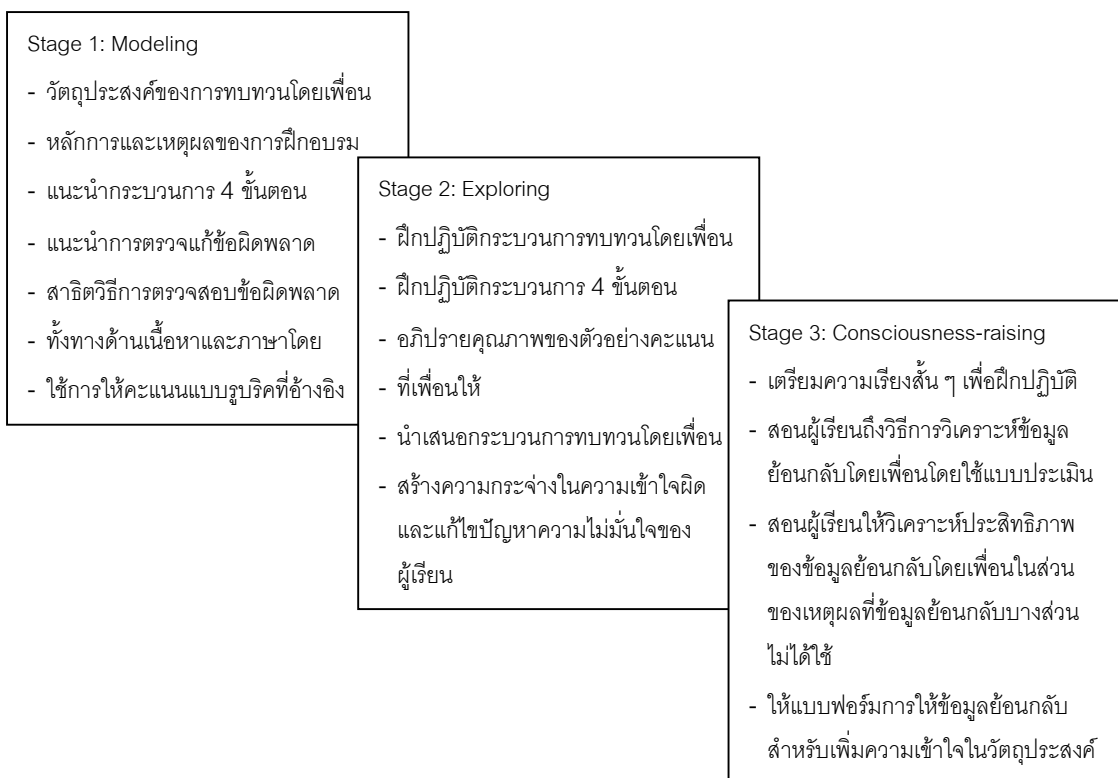 Stage 1: Modeling
- วัตถุประสงค์ของการทบทวนโดยเพื่อน
- หลักการและเหตุผลของการฝึกอบรม
- แนะนำกระบวนการ 4 ขั้นตอน
- แนะนำการตรวจแก้ข้อผิดพลาด
- สาธิตวิธีการตรวจสอบข้อผิดพลาด
- ทั้งทางด้านเนื้อหาและภาษาโดย
- ใช้การให้คะแนนแบบรูบริคที่อ้างอิง
Stage 2: Exploring
- ฝึกปฏิบัติกระบวนการทบทวนโดยเพื่อน
- ฝึกปฏิบัติกระบวนการ 4 ขั้นตอน
- อภิปรายคุณภาพของตัวอย่างคะแนน
- ที่เพื่อนให้
- นำเสนอกระบวนการทบทวนโดยเพื่อน
- สร้างความกระจ่างในความเข้าใจผิด
และแก้ไขปัญหาความไม่มั่นใจของ
ผู้เรียน
Stage 3: Consciousness-raising
- เตรียมความเรียงสั้น ๆ เพื่อฝึกปฏิบัติ
- สอนผู้เรียนถึงวิธีการวิเคราะห์ข้อมูล
ย้อนกลับโดยเพื่อนโดยใช้แบบประเมิน
- สอนผู้เรียนให้วิเคราะห์ประสิทธิภาพ
ของข้อมูลย้อนกลับโดยเพื่อนในส่วน
ของเหตุผลที่ข้อมูลย้อนกลับบางส่วน
ไม่ได้ใช้
- ให้แบบฟอร์มการให้ข้อมูลย้อนกลับ
สำหรับเพิ่มความเข้าใจในวัตถุประสงค์